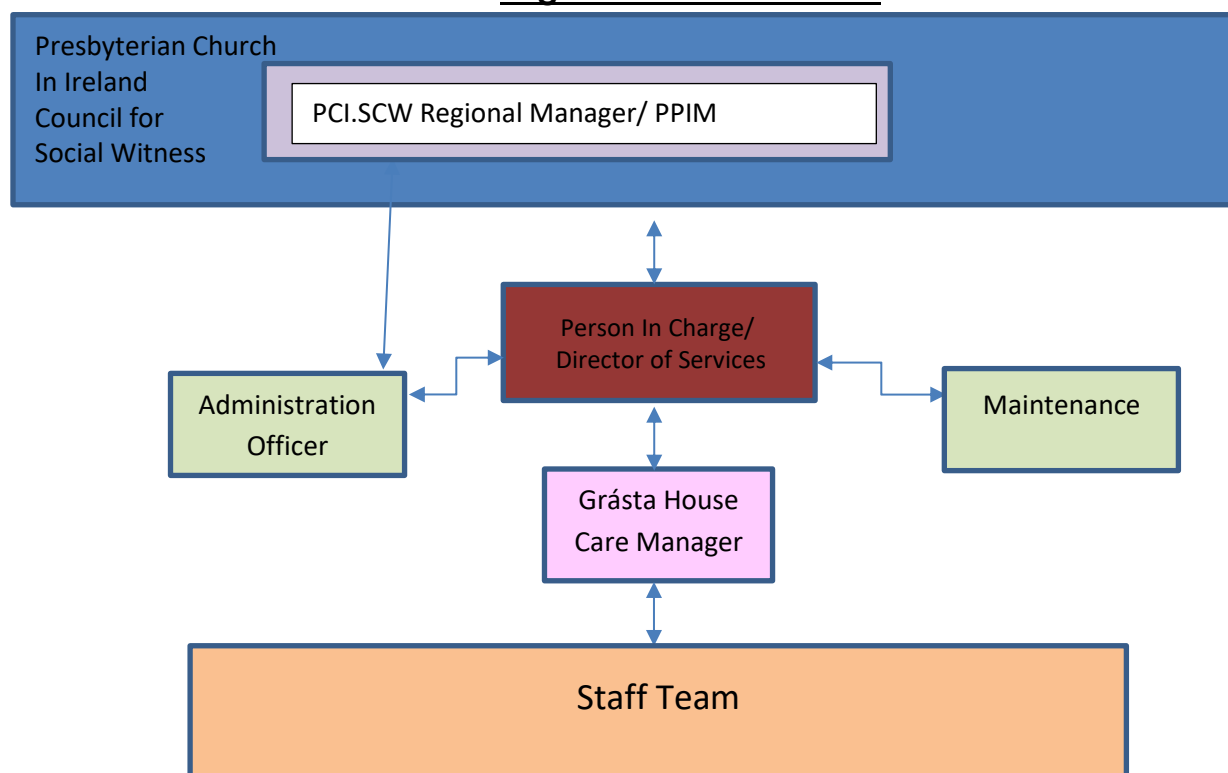 Presbyterian Church
In Ireland
Council for
Social Witness
PCI.SCW Regional Manager/ PPIM
Person In Charge/
Director of Services
Administration
Officer
Maintenance
Grásta House
Care Manager
Staff Team